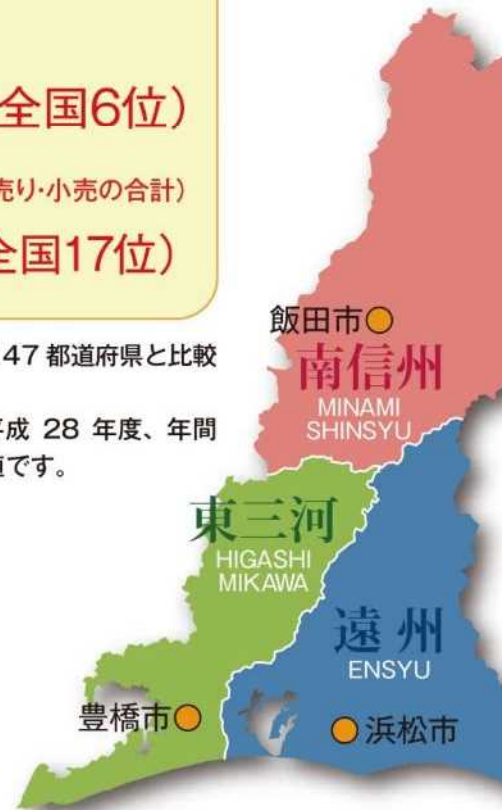 全国6位）
売り・小売の合計）
全国17位）
47 都道府県と比較
成 28 年度、年間
値です。
飯田市
南信州
MINAMI
SHINSYU
東三河
HIGASHI
MIKAWA
遠州
ENSYU
豊橋市
浜松市